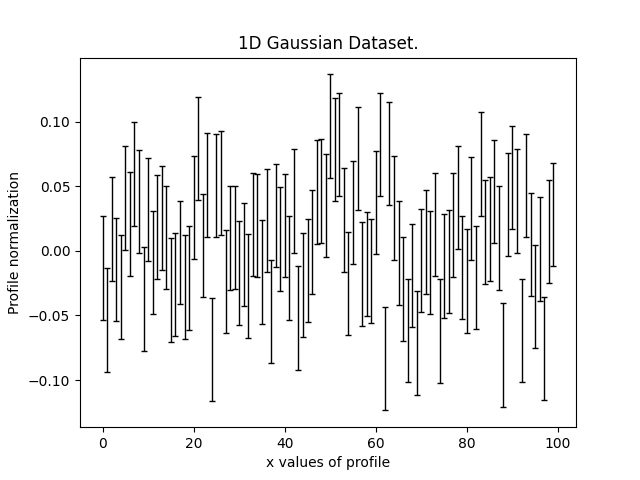 1D Gaussian Dataset.
Profile normalization
0.10
0.05
0.00
−0.05
−0.10
0 20 40 60 80 100
x values of profile